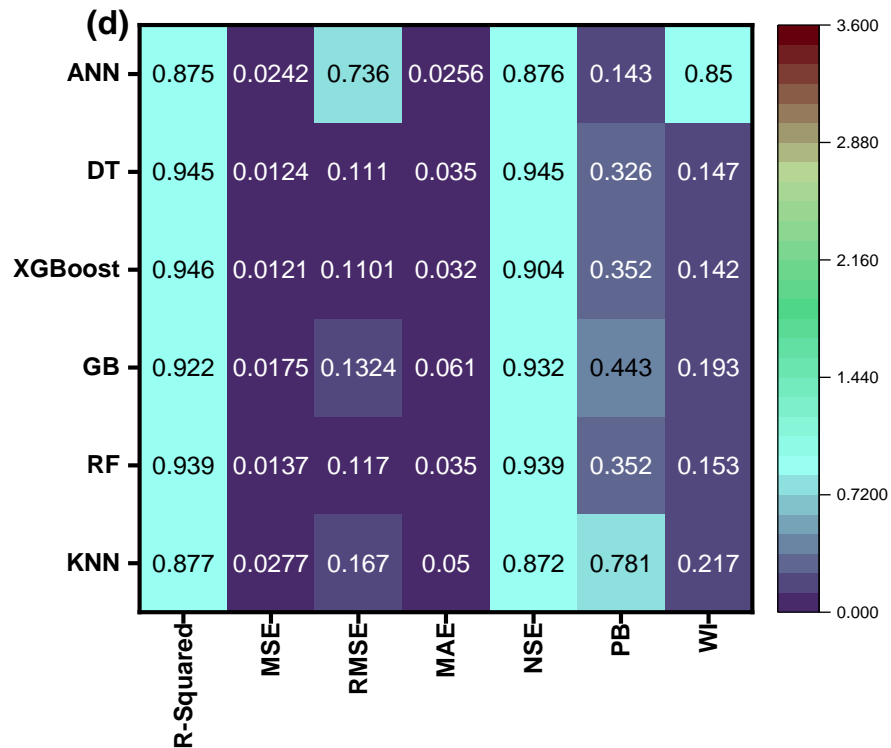 (d)
ANN 0.875 0.0242 0.736 0.0256 0.876 0.143 0.85
DT 0.945 0.0124 0.111 0.035 0.945 0.326 0.147
XGBoost 0.946 0.0121 0.1101 0.032 0.904 0.352 0.142
GB 0.922 0.0175 0.1324 0.061 0.932 0.443 0.193
RF 0.939 0.0137 0.117 0.035 0.939 0.352 0.153
KNN 0.877 0.0277 0.167 0.05 0.872 0.781 0.217
R-Squared MSE RMSE MAE NSE PB WI
3.600
2.880
2.160
1.440
0.7200
0.000